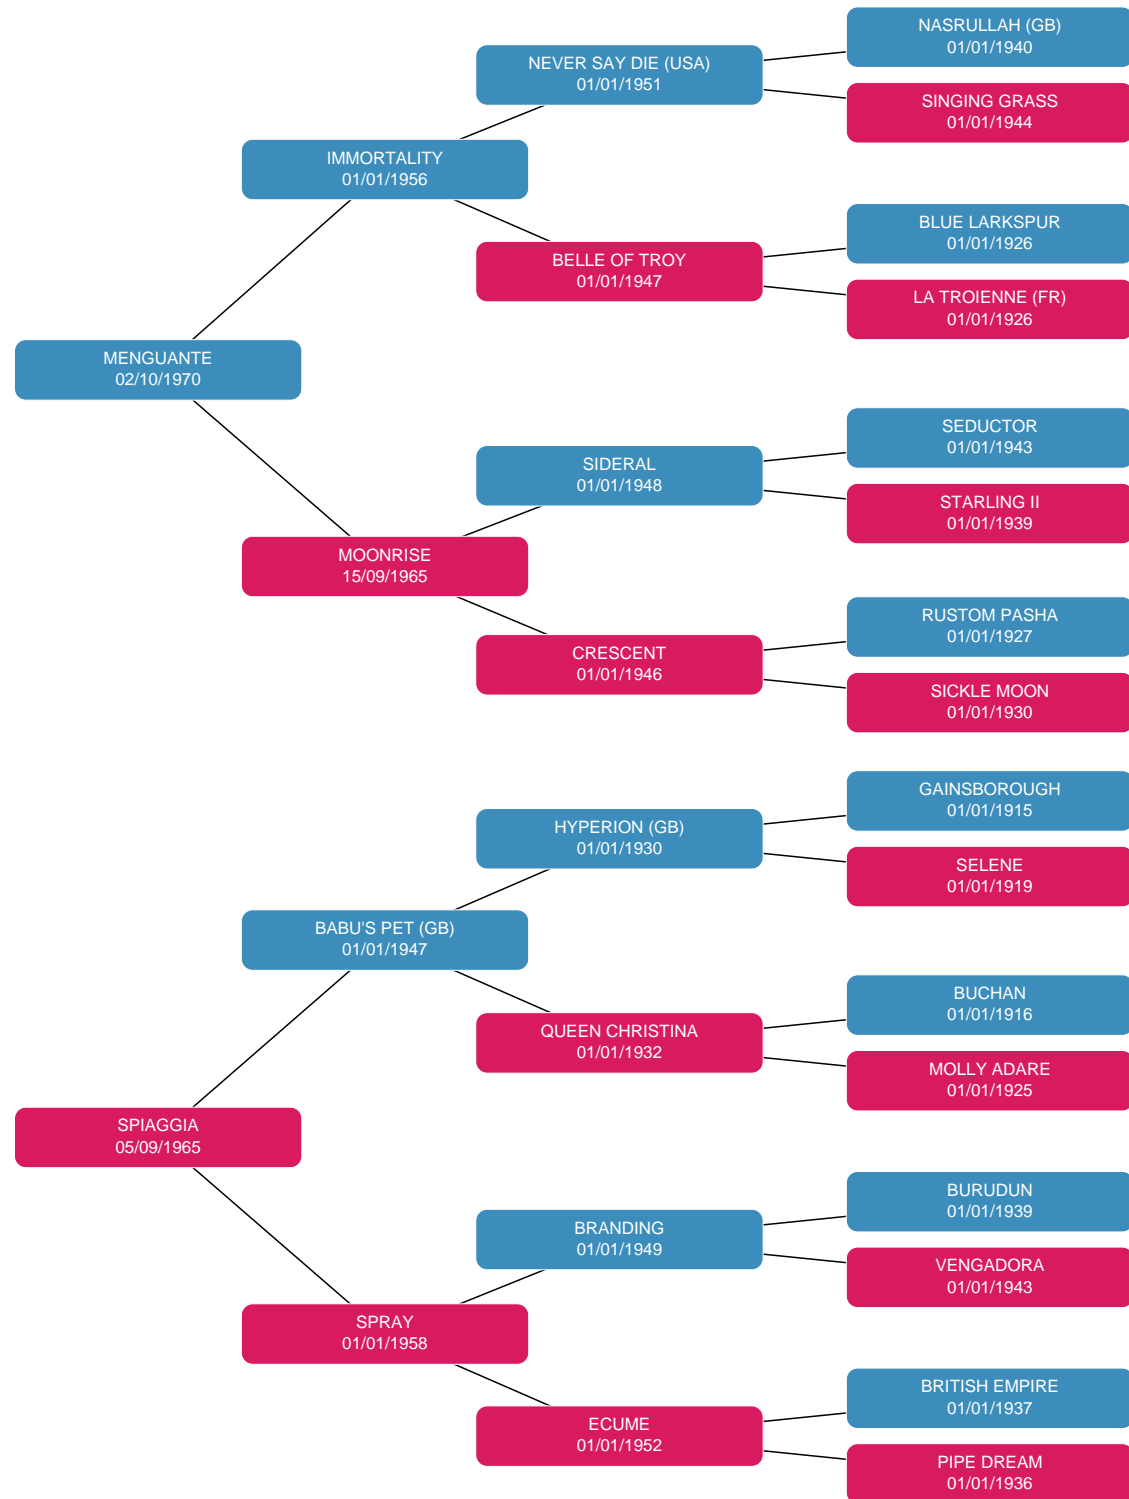 NASRULLAH (GB)
01/01/1940
NEVER SAY DIE (USA)
01/01/1951
SINGING GRASS
01/01/1944
IMMORTALITY
01/01/1956
BLUE LARKSPUR
01/01/1926
BELLE OF TROY
01/01/1947
LA TROIENNE (FR)
01/01/1926
MENGUANTE
02/10/1970
SEDUCTOR
01/01/1943
SIDERAL
01/01/1948
STARLING II
01/01/1939
MOONRISE
15/09/1965
RUSTOM PASHA
01/01/1927
CRESCENT
01/01/1946
SICKLE MOON
01/01/1930
GAINSBOROUGH
01/01/1915
HYPERION (GB)
01/01/1930
SELENE
01/01/1919
BABU'S PET (GB)
01/01/1947
BUCHAN
01/01/1916
QUEEN CHRISTINA
01/01/1932
MOLLY ADARE
01/01/1925
SPIAGGIA
05/09/1965
BURUDUN
01/01/1939
BRANDING
01/01/1949
VENGADORA
01/01/1943
SPRAY
01/01/1958
BRITISH EMPIRE
01/01/1937
ECUME
01/01/1952
PIPE DREAM
01/01/1936